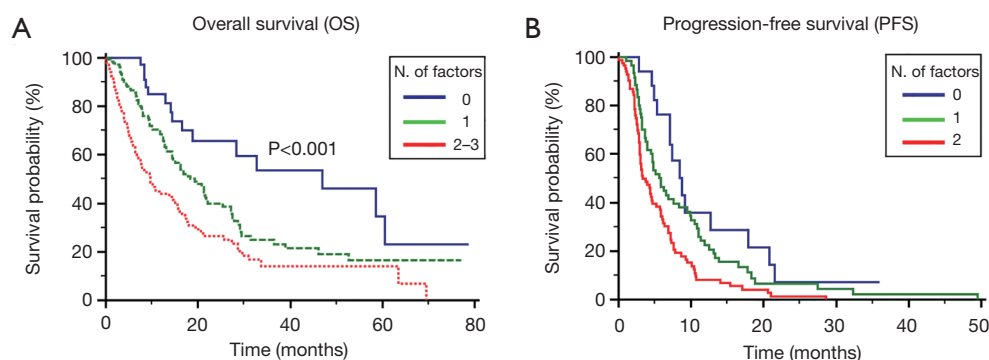 A
Overall survival (OS)
Survival probability (%)
100
80
60
40
20
0
N. of factors
0
1
2–3
P<0.001
0 20 40 60 80
Time (months)
B
Progression-free survival (PFS)
Survival probability (%)
100
80
60
40
20
0
N. of factors
0
1
2
0 10 20 30 40 50
Time (months)